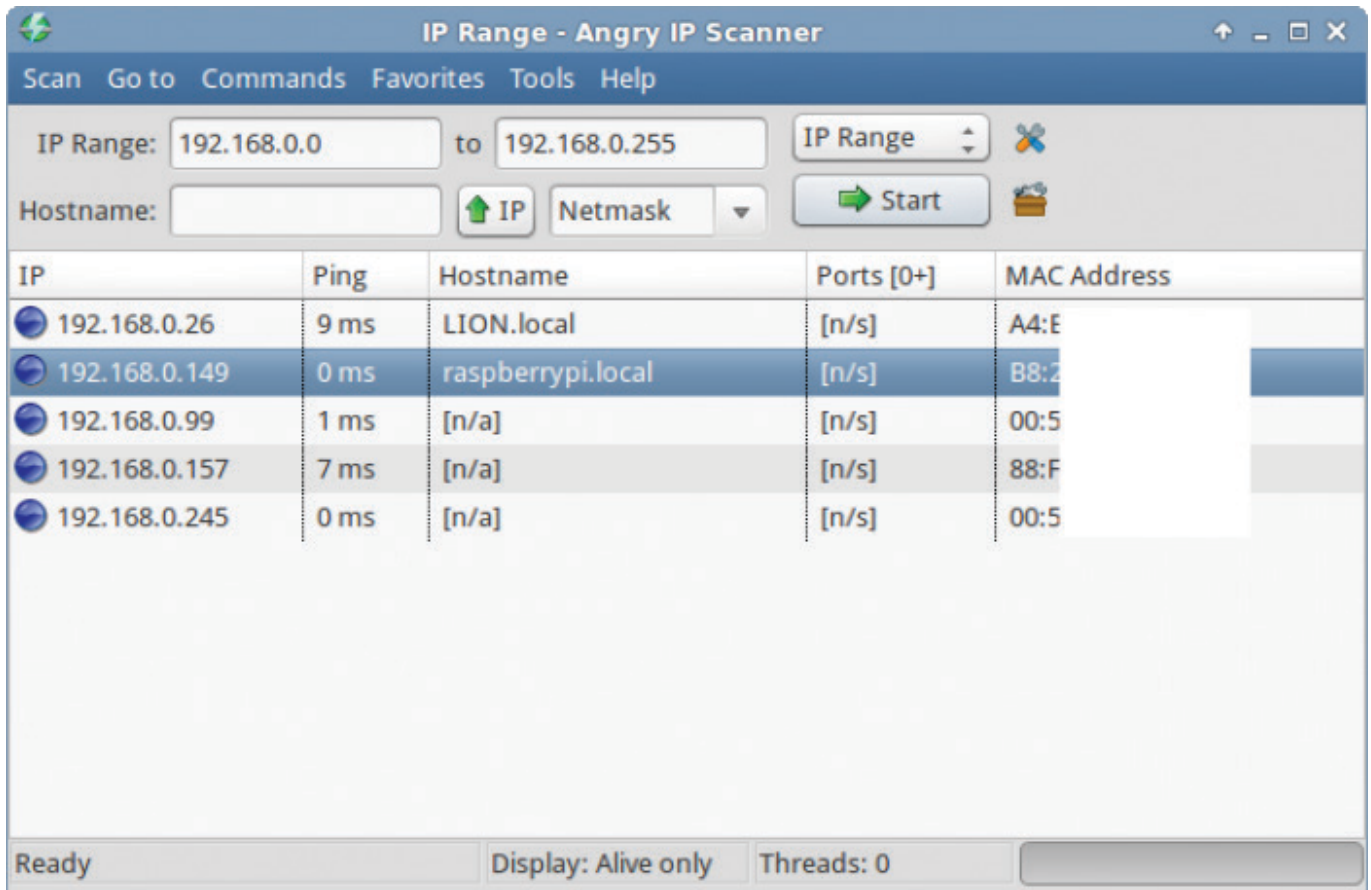 IP Range - Angry IP Scanner
Scan Go to Commands Favorites Tools Help
IP Range: 192.168.0.0 to 192.168.0.255 IP Range
Hostname: IP Netmask Start
IP Ping Hostname Ports [0+] MAC Address
192.168.0.26 9 ms LION.local [n/s] A4:E
192.168.0.149 0 ms raspberrypi.local [n/s] B8:2
192.168.0.99 1 ms [n/a] [n/s] 00:5
192.168.0.157 7 ms [n/a] [n/s] 88:F
192.168.0.245 0 ms [n/a] [n/s] 00:5
Ready Display: Alive only Threads: 0